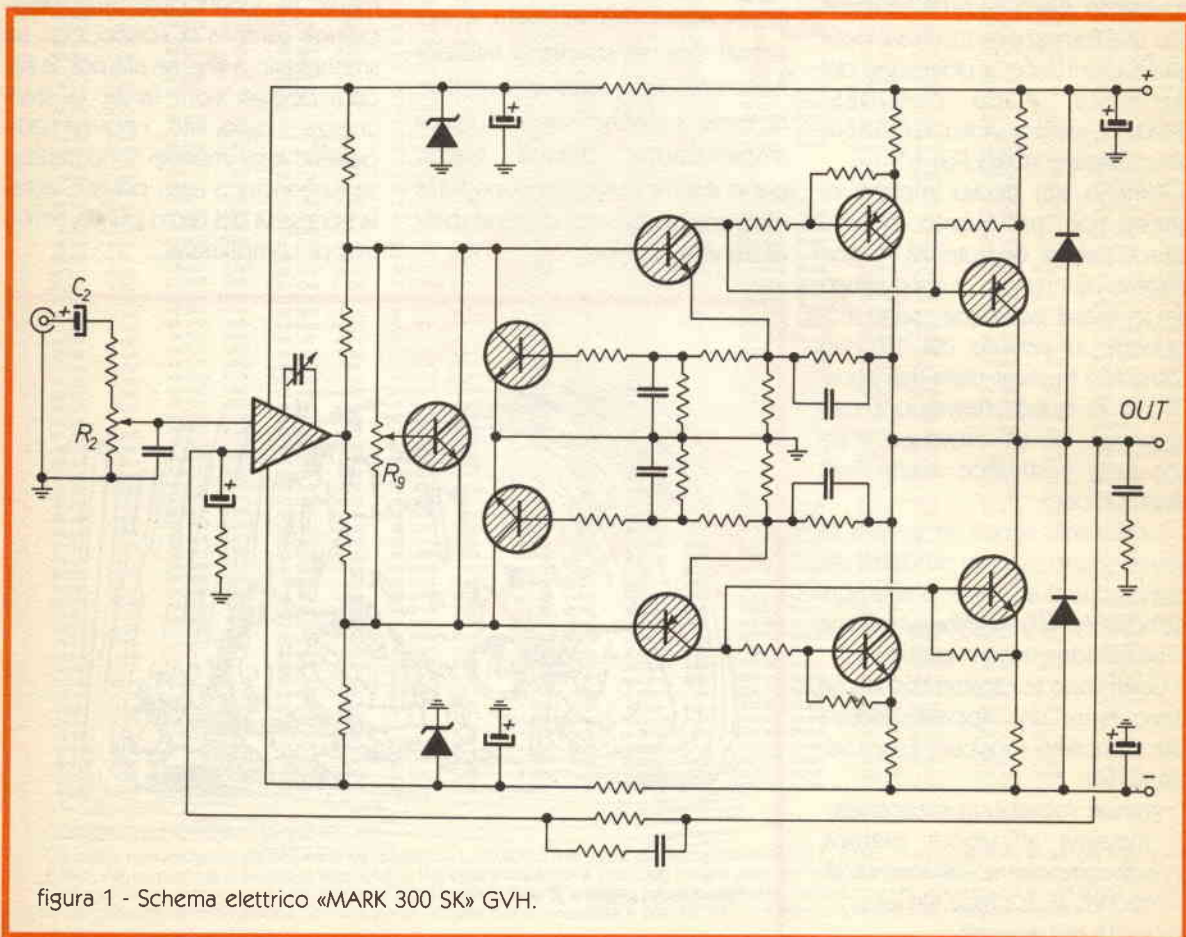 +
C₂
+
R₂
R₉
+
+
+
+
OUT
+
-
figura 1 - Schema elettrico «MARK 300 SK» GVH.